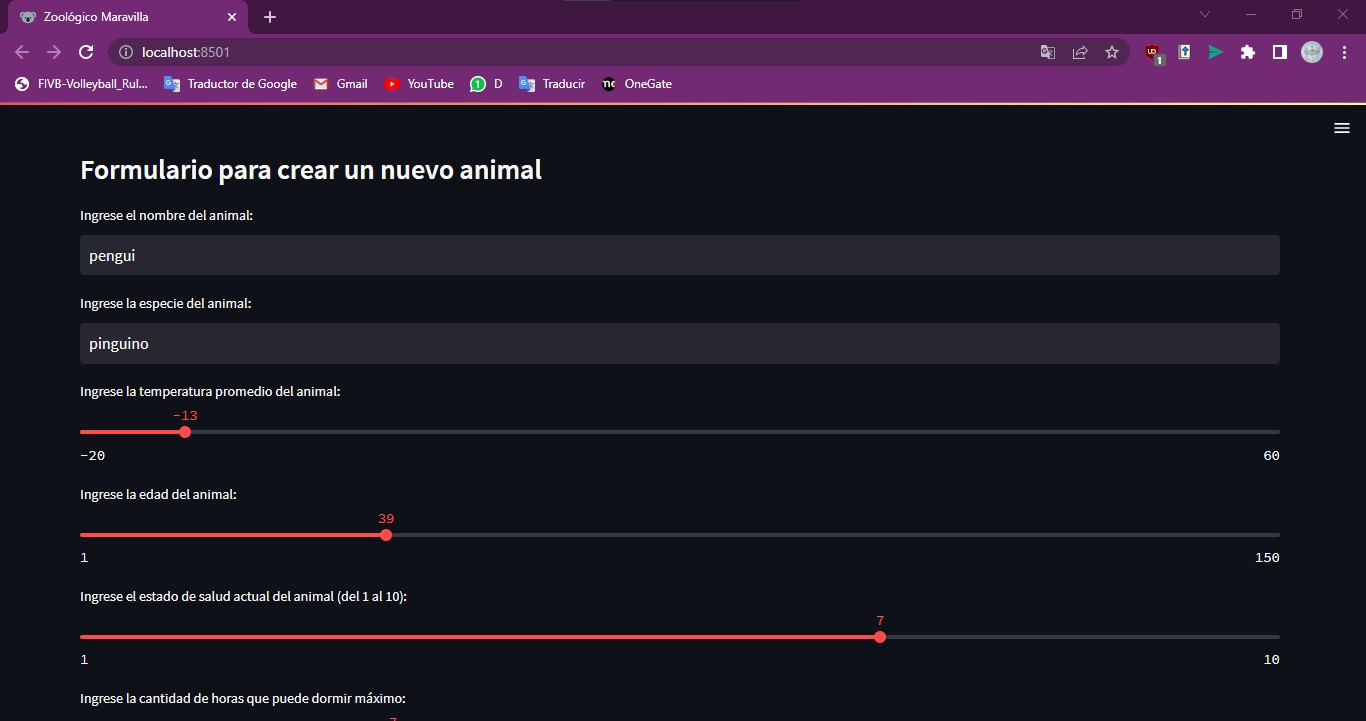 Zoológico Maravilla
localhost:8501
FIVB-Volleyball_Rul... Traductor de Google Gmail YouTube D Traducir OneGate
Formulario para crear un nuevo animal
Ingrese el nombre del animal:
pengui
Ingrese la especie del animal:
pinguino
Ingrese la temperatura promedio del animal:
-13
-20 60
Ingrese la edad del animal:
39
1 150
Ingrese el estado de salud actual del animal (del 1 al 10):
7
1 10
Ingrese la cantidad de horas que puede dormir máximo: